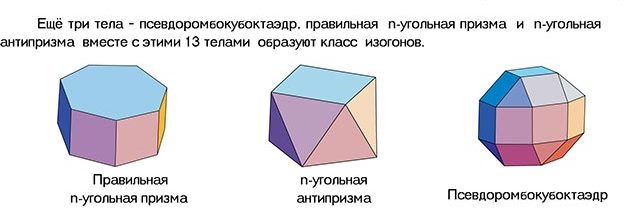 Ещё три тела - псевдоромбокубоктаэдр, правильная n-угольная призма и n-угольная
антипризма вместе с этими 13 телами образуют класс изогонов.
Правильная
n-угольная призма
n-угольная
антипризма
Псевдоромбокубоктаэдр